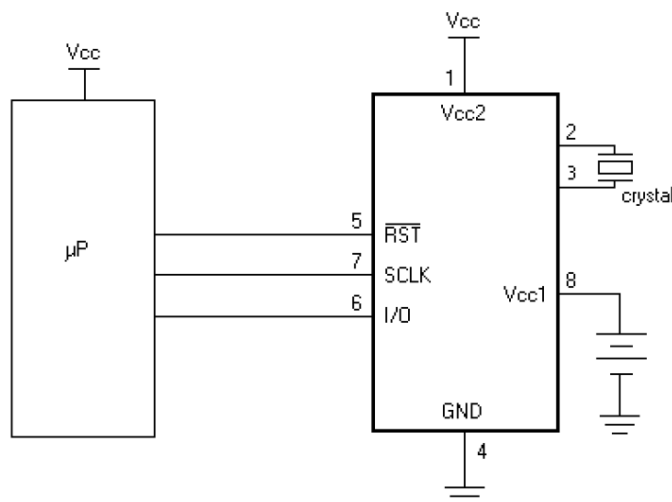 Vcc
Vcc
1
Vcc2
2
3
crystal
µP
5
RST
7
SCLK
6
I/O
Vcc1
8
GND
4